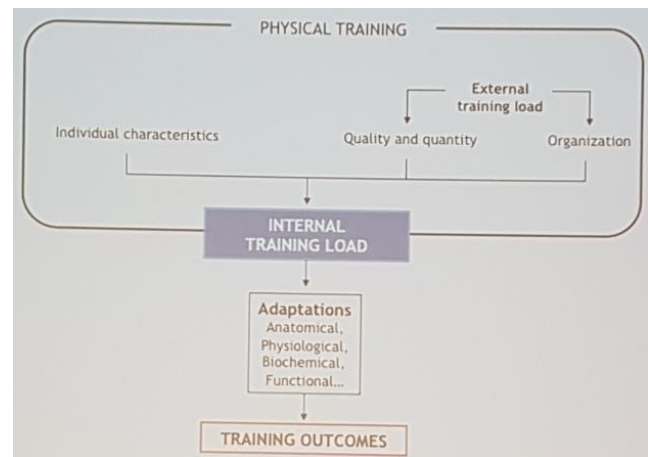 PHYSICAL TRAINING
External
training load
Individual characteristics
Quality and quantity
Organization
INTERNAL
TRAINING LOAD
Adaptations
Anatomical,
Physiological,
Biochemical,
Functional...
TRAINING OUTCOMES